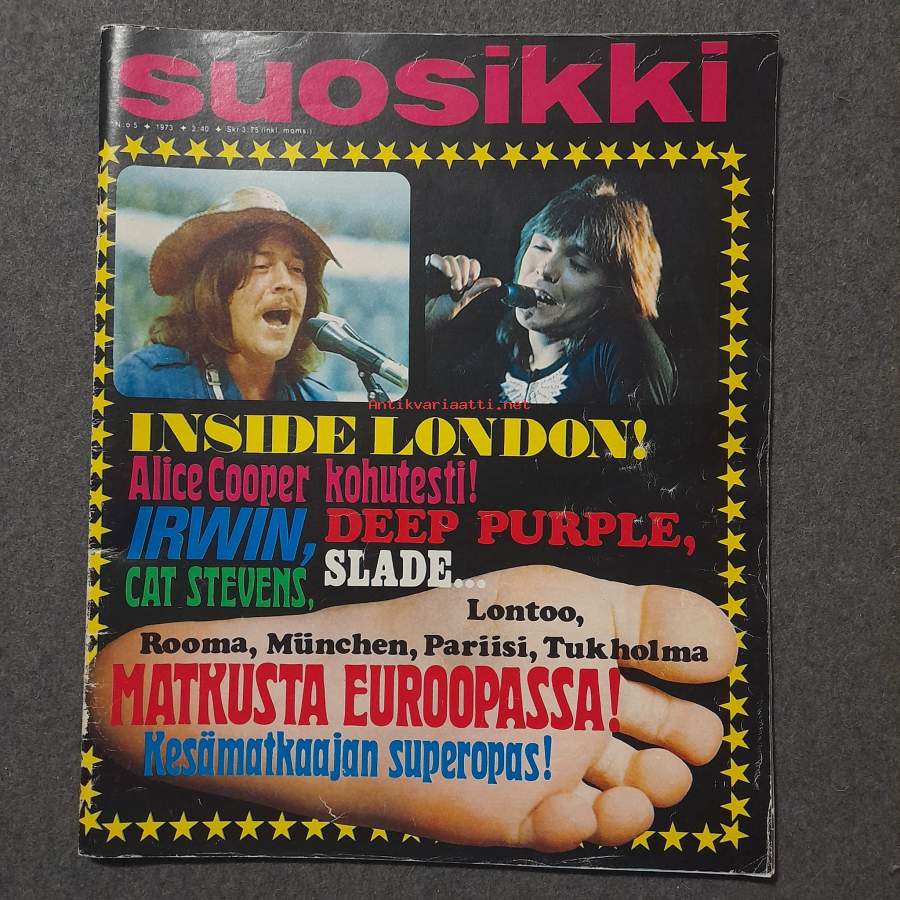 suosikki
N:o 5 ✦ 1973 ✦ 2:40 ✦ Skr 3:75 (inkl. moms.)
Antikvariaatti.net
INSIDE LONDON!
Alice Cooper kohutesti!
IRWIN, DEEP PURPLE,
CAT STEVENS, SLADE...
Lontoo,
Rooma, München, Pariisi, Tukholma
MATKUSTA EUROOPASSA!
Kesämatkaajan superopas!